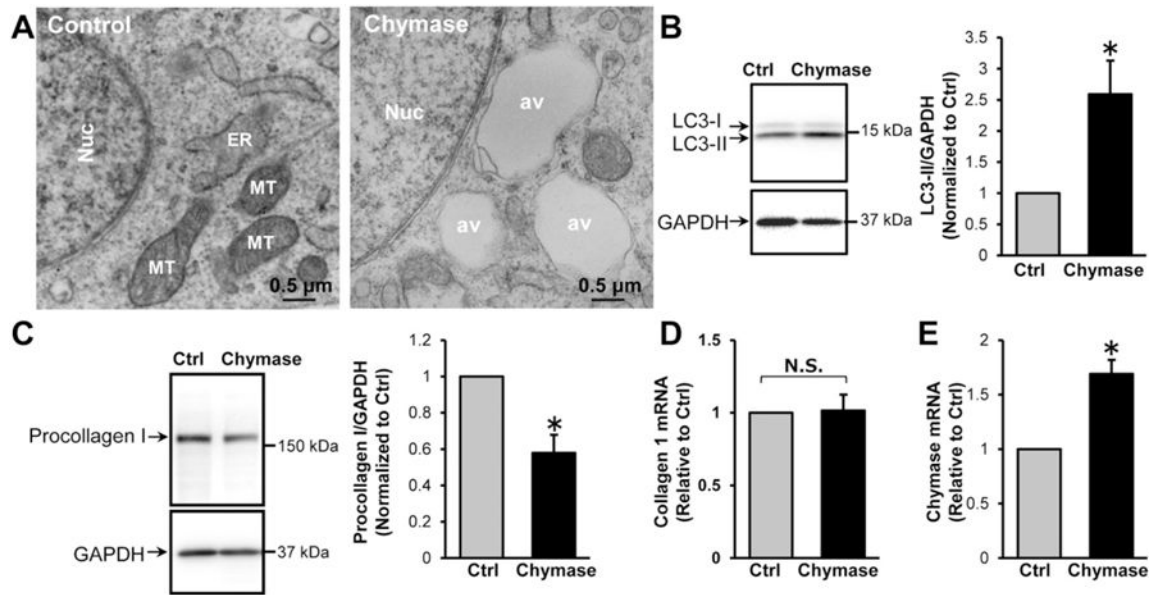 A
Control
Nuc
ER
MT
MT
MT
0.5 μm
Chymase
Nuc
av
av
av
0.5 μm
B
Ctrl Chymase
LC3-I
LC3-II
15 kDa
GAPDH
37 kDa
LC3-II/GAPDH
(Normalized to Ctrl)
3.5
3
2.5
2
1.5
1
0.5
0
*
Ctrl Chymase
C
Ctrl Chymase
Procollagen I
150 kDa
GAPDH
37 kDa
Procollagen I/GAPDH
(Normalized to Ctrl)
1.2
1
0.8
0.6
0.4
0.2
0
*
Ctrl Chymase
D
Collagen 1 mRNA
(Relative to Ctrl)
1.5
1
0.5
0
N.S.
Ctrl Chymase
E
Chymase mRNA
(Relative to Ctrl)
2
1.5
1
0.5
0
*
Ctrl Chymase